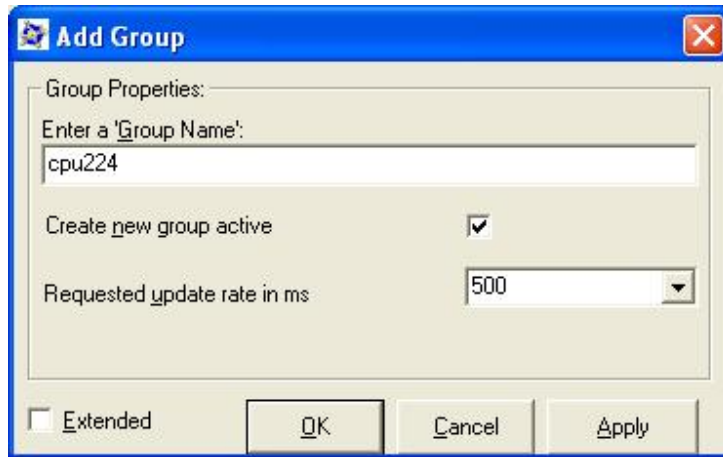 Add Group
Group Properties:
Enter a 'Group Name':
cpu224
Create new group active
Requested update rate in ms
500
Extended
OK
Cancel
Apply